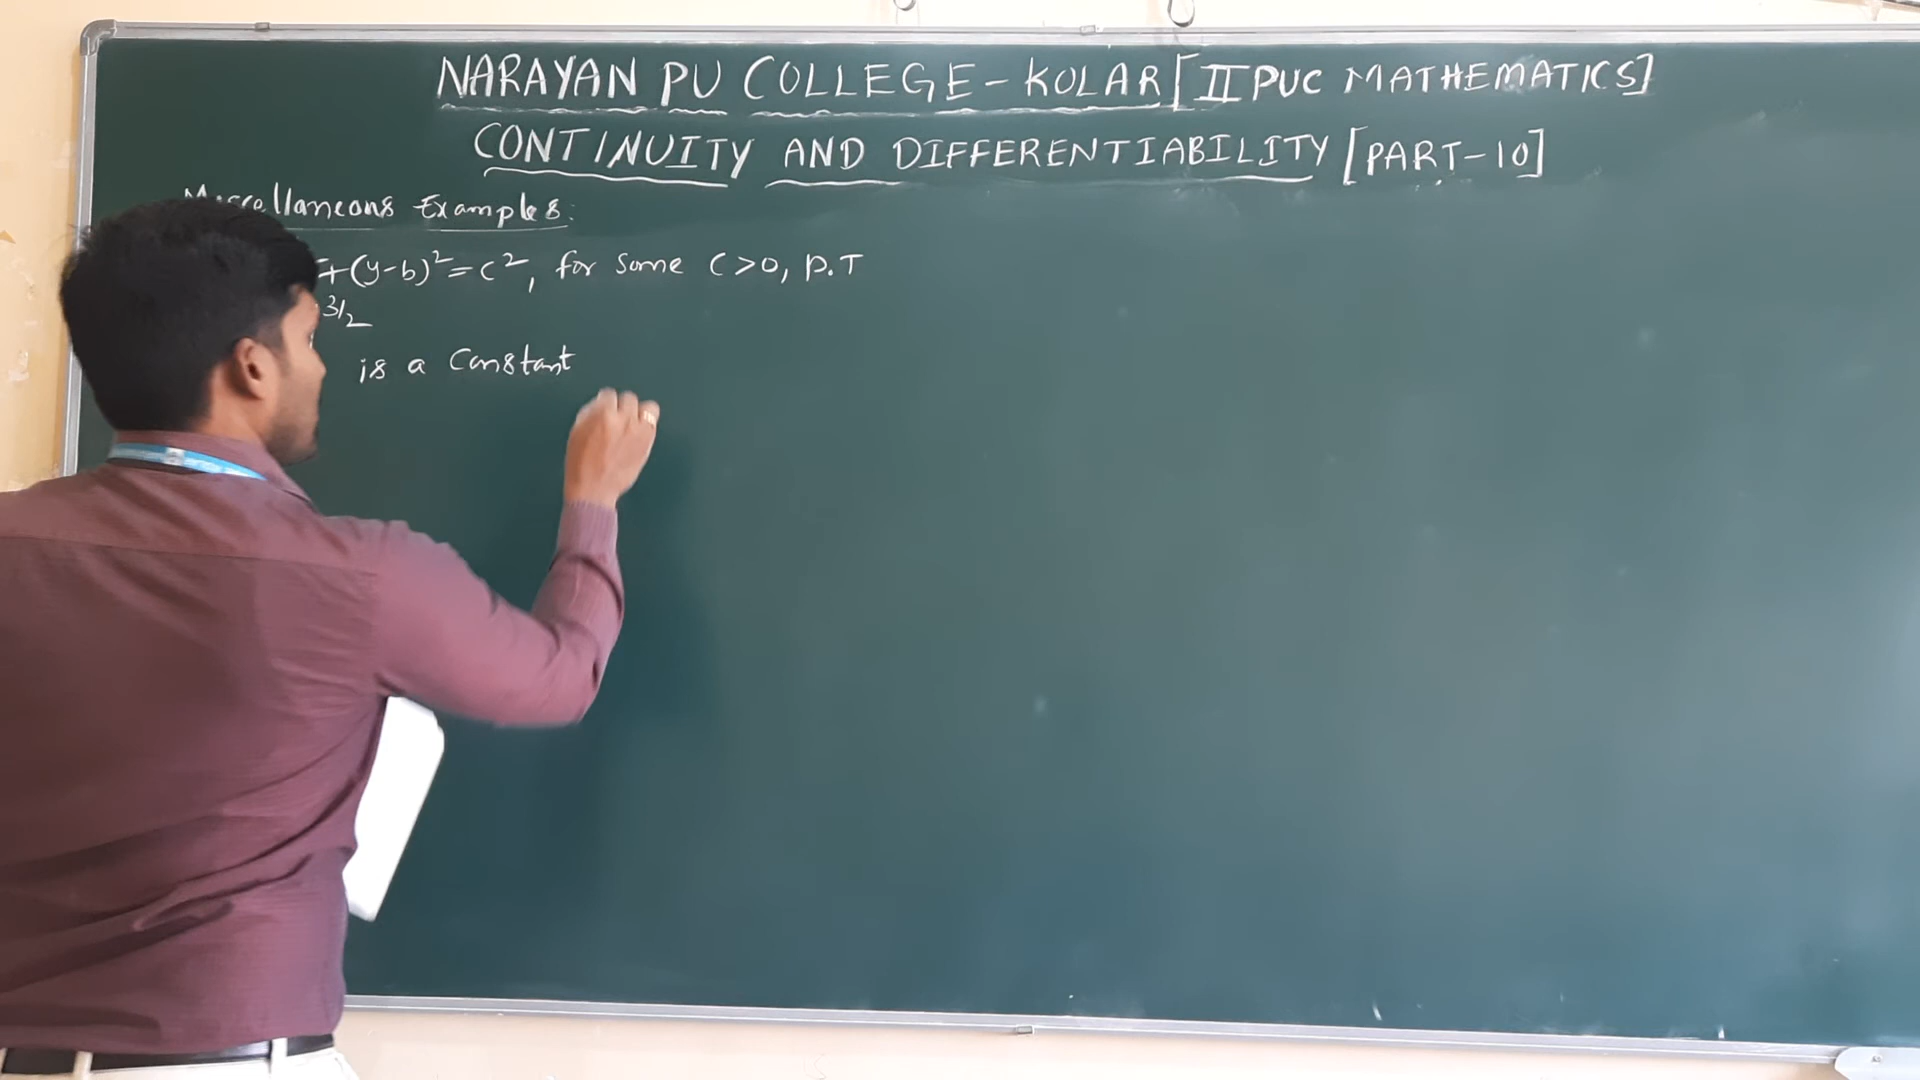 NARAYAN PU COLLEGE - KOLAR [II PUC MATHEMATICS]
CONTINUITY AND DIFFERENTIABILITY [PART-10]
Miscellaneous Examples:
+(y-b)²=c², for some c>0, P.T
3/2
is a constant